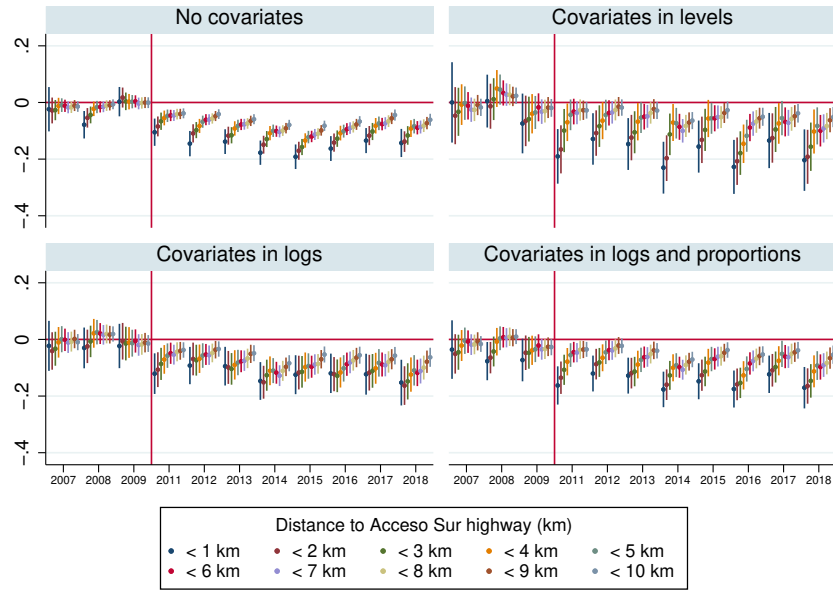 No covariates
Covariates in levels
.2
0
−.2
−.4
Covariates in logs
Covariates in logs and proportions
.2
0
−.2
−.4
2007 2008 2009 2011 2012 2013 2014 2015 2016 2017 2018
2007 2008 2009 2011 2012 2013 2014 2015 2016 2017 2018
Distance to Acceso Sur highway (km)
< 1 km < 2 km < 3 km < 4 km < 5 km
< 6 km < 7 km < 8 km < 9 km < 10 km